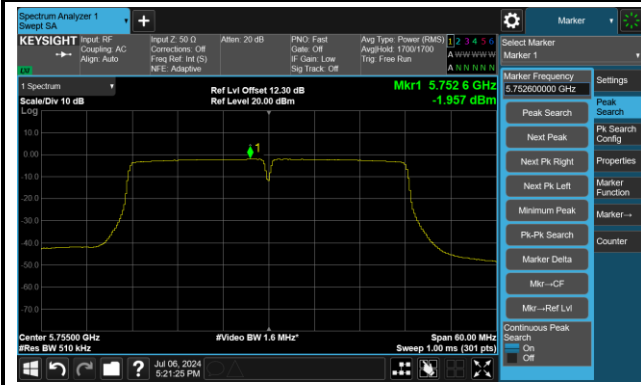 Spectrum Analyzer 1
Swept SA
Marker
KEYSIGHT
Input: RF
Coupling: AC
Align: Auto
Input Z: 50 Ω
Corrections: Off
Freq Ref: Int (S)
NFE: Adaptive
Atten: 20 dB
PNO: Fast
Gate: Off
IF Gain: Low
Sig Track: Off
Avg Type: Power (RMS)
Avg|Hold: 1700/1700
Trig: Free Run
1 2 3 4 5 6
A W W W W W
A N N N N N
LW
Select Marker
Marker 1
1 Spectrum
Scale/Div 10 dB
Ref Lvl Offset 12.30 dB
Ref Level 20.00 dBm
Mkr1 5.752 6 GHz
-1.957 dBm
Log
10.0
0.00
-10.0
-20.0
-30.0
-40.0
-50.0
-60.0
-70.0
1
Center 5.75500 GHz
#Res BW 510 kHz
#Video BW 1.6 MHz*
Span 60.00 MHz
Sweep 1.00 ms (301 pts)
Marker Frequency
5.752600000 GHz
Peak Search
Next Peak
Next Pk Right
Next Pk Left
Minimum Peak
Pk-Pk Search
Marker Delta
Mkr→CF
Mkr→Ref Lvl
Continuous Peak
Search
On
Off
Settings
Peak
Search
Pk Search
Config
Properties
Marker
Function
Marker→
Counter
?
Jul 06, 2024
5:21:25 PM